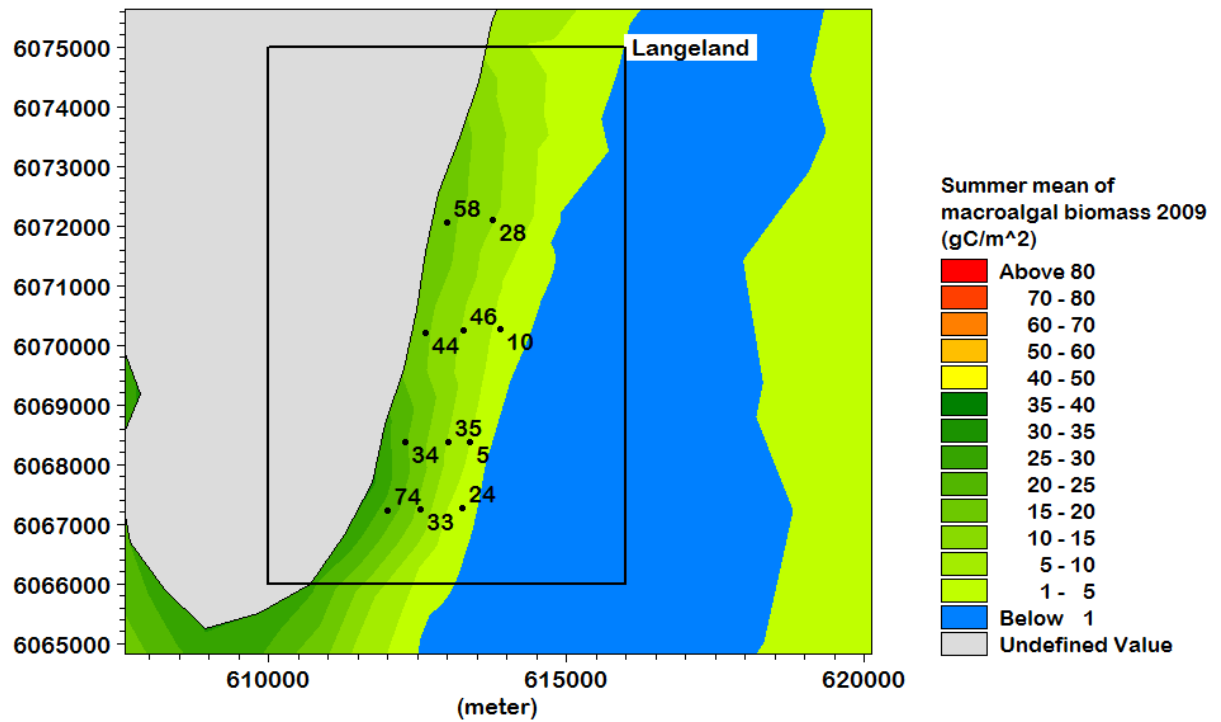 6075000
6074000
6073000
6072000
6071000
6070000
6069000
6068000
6067000
6066000
6065000
Langeland
58
28
46
44
10
35
34
5
74
24
33
610000
615000
620000
(meter)
Summer mean of
macroalgal biomass 2009
(gC/m^2)
Above 80
70 - 80
60 - 70
50 - 60
40 - 50
35 - 40
30 - 35
25 - 30
20 - 25
15 - 20
10 - 15
5 - 10
1 - 5
Below 1
Undefined Value